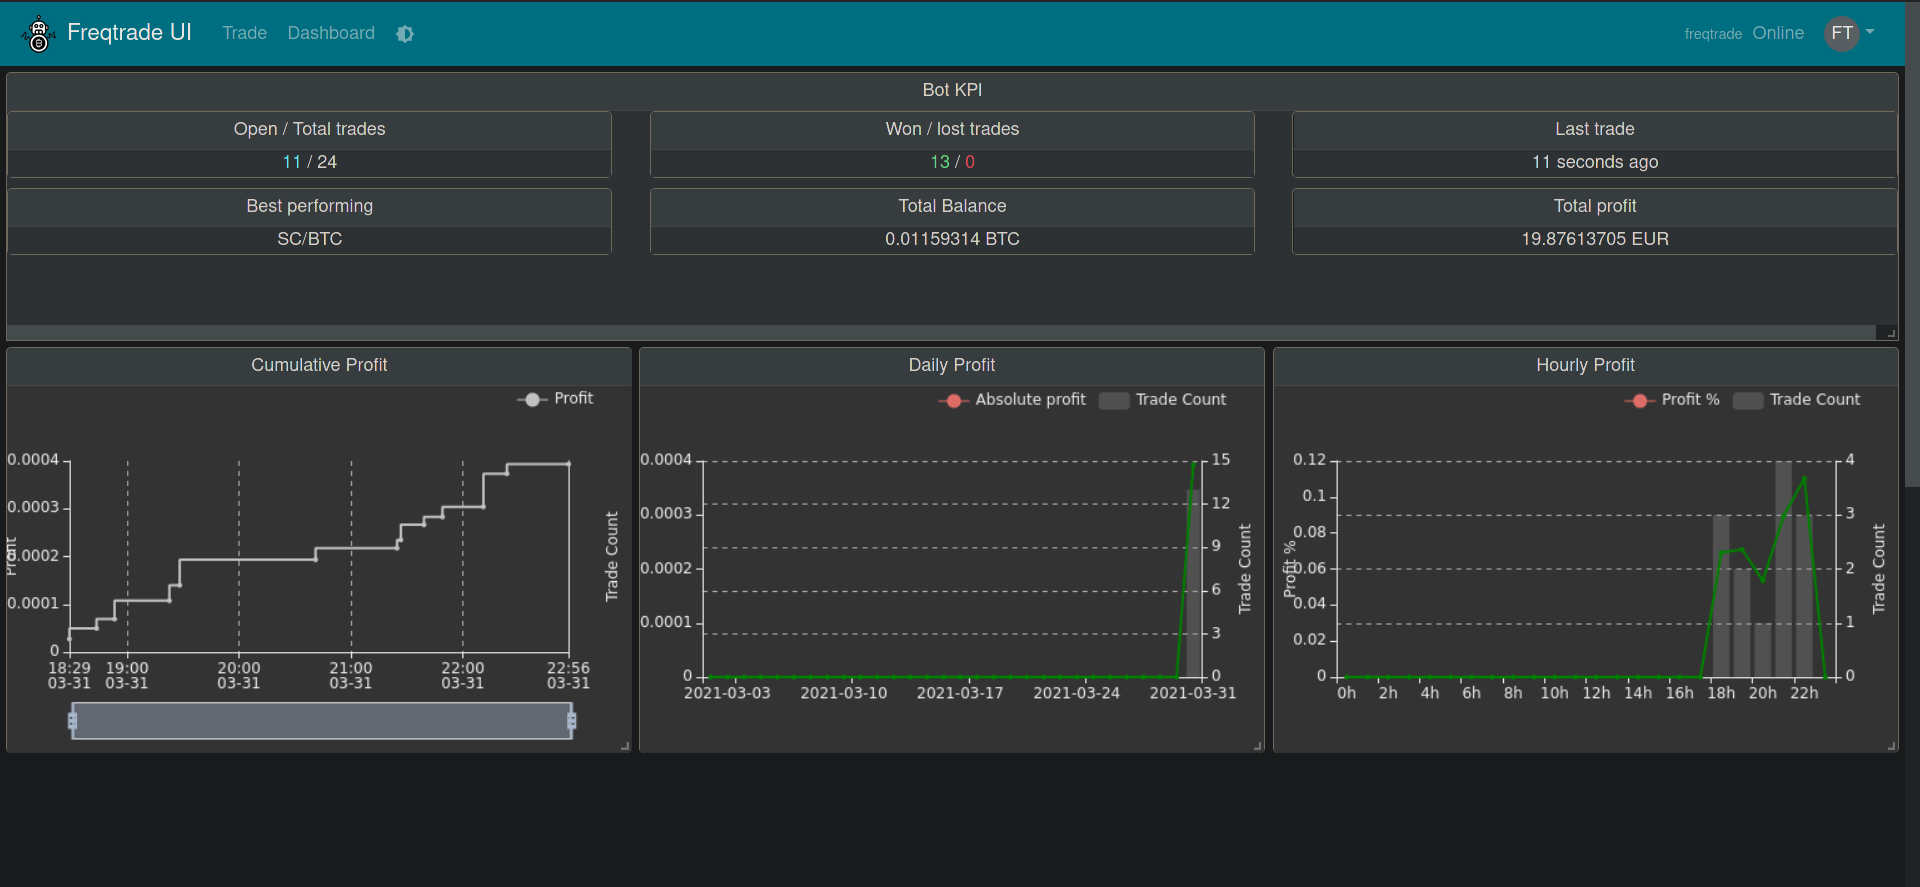 Freqtrade UI Trade Dashboard freqtrade Online FT
Bot KPI
Open / Total trades
11 / 24
Won / lost trades
13 / 0
Last trade
11 seconds ago
Best performing
SC/BTC
Total Balance
0.01159314 BTC
Total profit
19.87613705 EUR
Cumulative Profit
Profit
0.0004
0.0003
0.0002
0.0001
0
Profit
Trade Count
18:29 19:00 20:00 21:00 22:00 22:56
03-31 03-31 03-31 03-31 03-31 03-31
Daily Profit
Absolute profit Trade Count
0.0004
0.0003
0.0002
0.0001
0
15
12
9
6
3
0
Trade Count
2021-03-03 2021-03-10 2021-03-17 2021-03-24 2021-03-31
Hourly Profit
Profit % Trade Count
0.12
0.1
0.08
0.06
0.04
0.02
0
Profit %
4
3
2
1
0
Trade Count
0h 2h 4h 6h 8h 10h 12h 14h 16h 18h 20h 22h